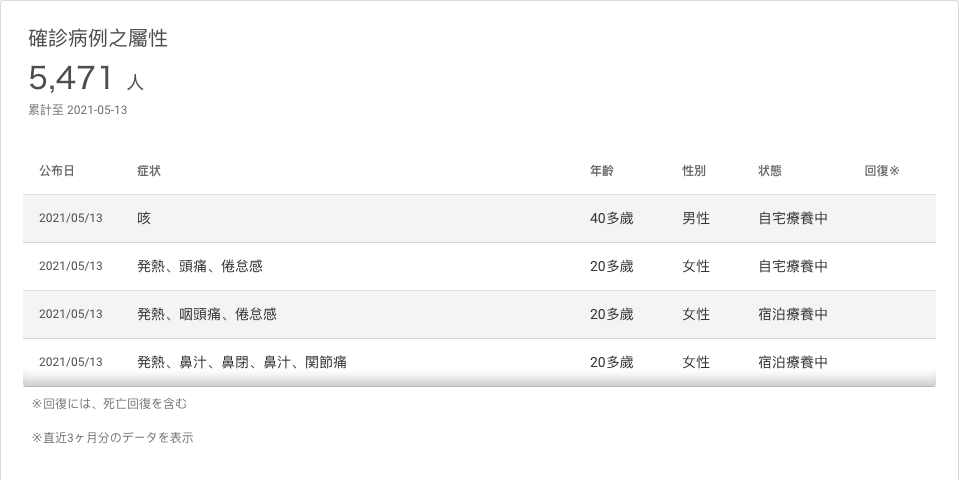 確診病例之屬性
5,471 人
累計至 2021-05-13
公布日 症状 年齢 性別 状態 回復※
2021/05/13 咳 40多歲 男性 自宅療養中
2021/05/13 発熱、頭痛、倦怠感 20多歲 女性 自宅療養中
2021/05/13 発熱、咽頭痛、倦怠感 20多歲 女性 宿泊療養中
2021/05/13 発熱、鼻汁、鼻閉、鼻汁、関節痛 20多歲 女性 宿泊療養中
※回復には、死亡回復を含む
※直近3ヶ月分のデータを表示